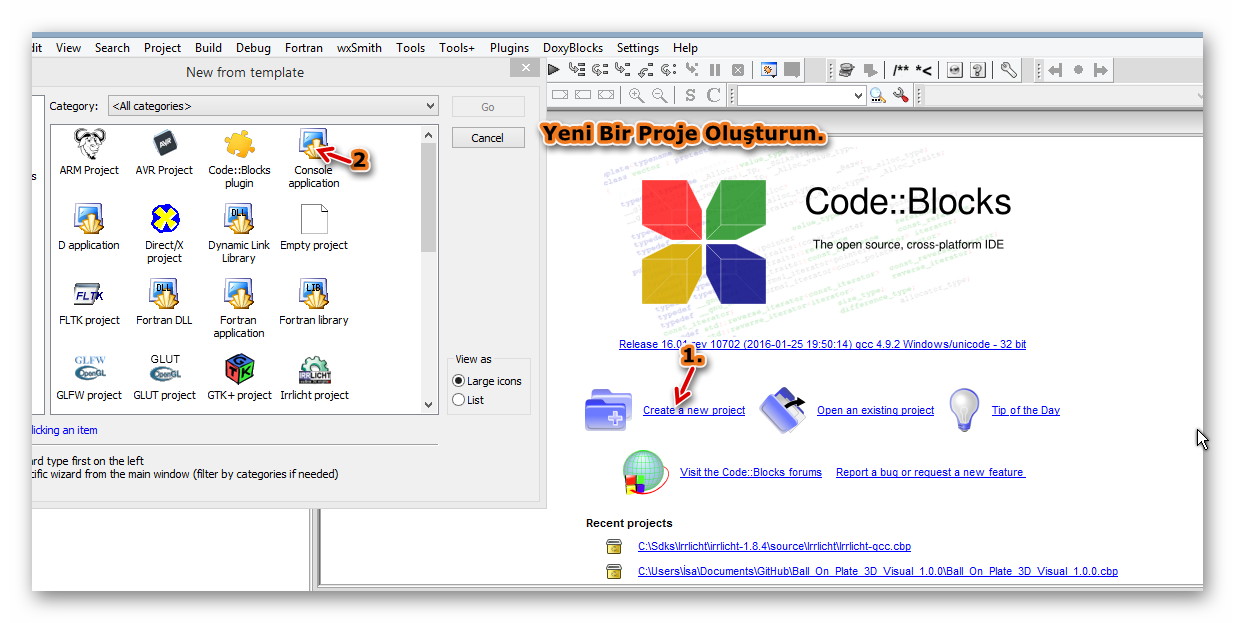 dit View Search Project Build Debug Fortran wxSmith Tools Tools+ Plugins DoxyBlocks Settings Help
New from template
Category: <All categories>
Go
Cancel
ARM Project
AVR Project
Code::Blocks
plugin
Console
application
2
D application
Direct/X
project
Dynamic Link
Library
Empty project
FLTK project
Fortran DLL
Fortran
application
Fortran library
GLFW project
GLUT project
GTK+ project
Irrlicht project
View as
Large icons
List
licking an item
rd type first on the left
ific wizard from the main window (filter by categories if needed)
/** *<
S C
Yeni Bir Proje Oluşturun.
Code::Blocks
The open source, cross-platform IDE
Release 16.01 rev 10702 (2016-01-25 19:50:14) gcc 4.9.2 Windows/unicode - 32 bit
1.
Create a new project
Open an existing project
Tip of the Day
Visit the Code::Blocks forums
Report a bug or request a new feature
Recent projects
C:\Sdks\Irrlicht\irrlicht-1.8.4\source\Irrlicht\Irrlicht-gcc.cbp
C:\Users\İsa\Documents\GitHub\Ball_On_Plate_3D_Visual_1.0.0\Ball_On_Plate_3D_Visual_1.0.0.cbp